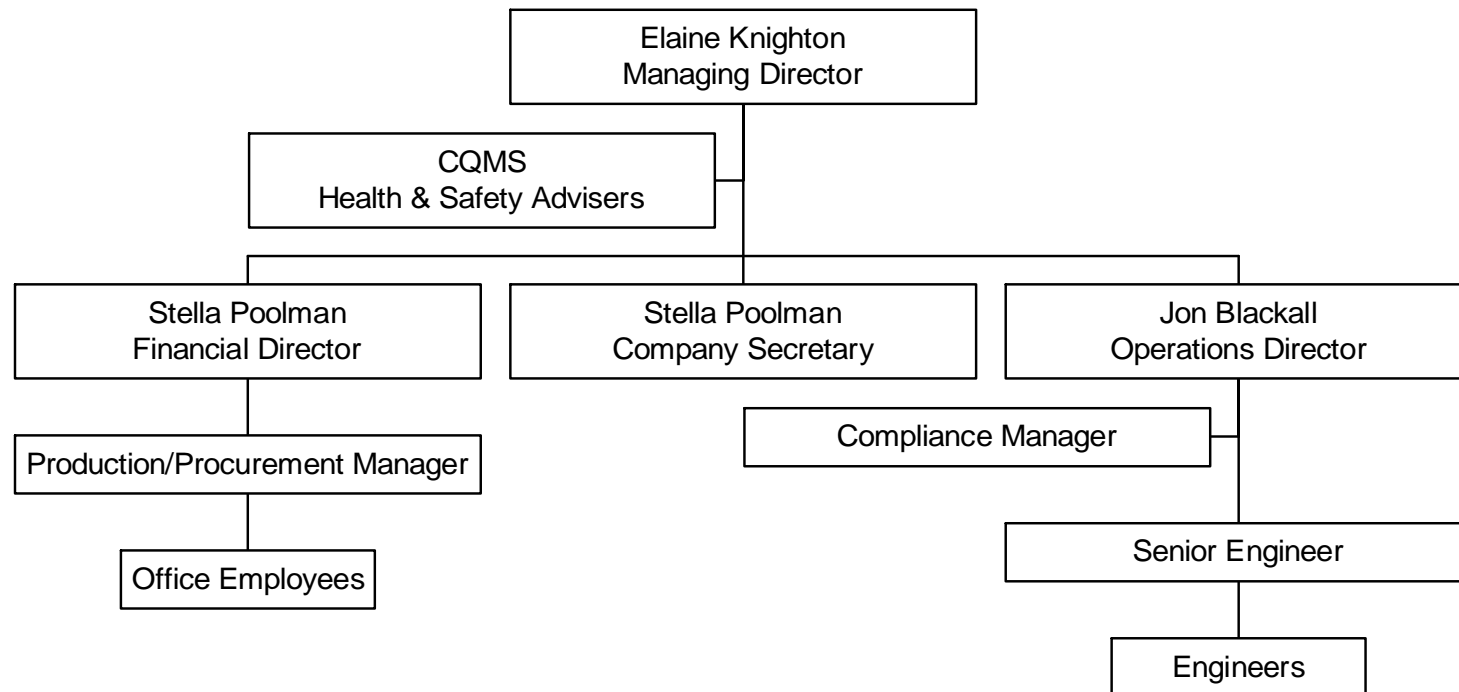 Elaine Knighton
Managing Director
CQMS
Health & Safety Advisers
Stella Poolman
Financial Director
Stella Poolman
Company Secretary
Jon Blackall
Operations Director
Compliance Manager
Production/Procurement Manager
Senior Engineer
Office Employees
Engineers